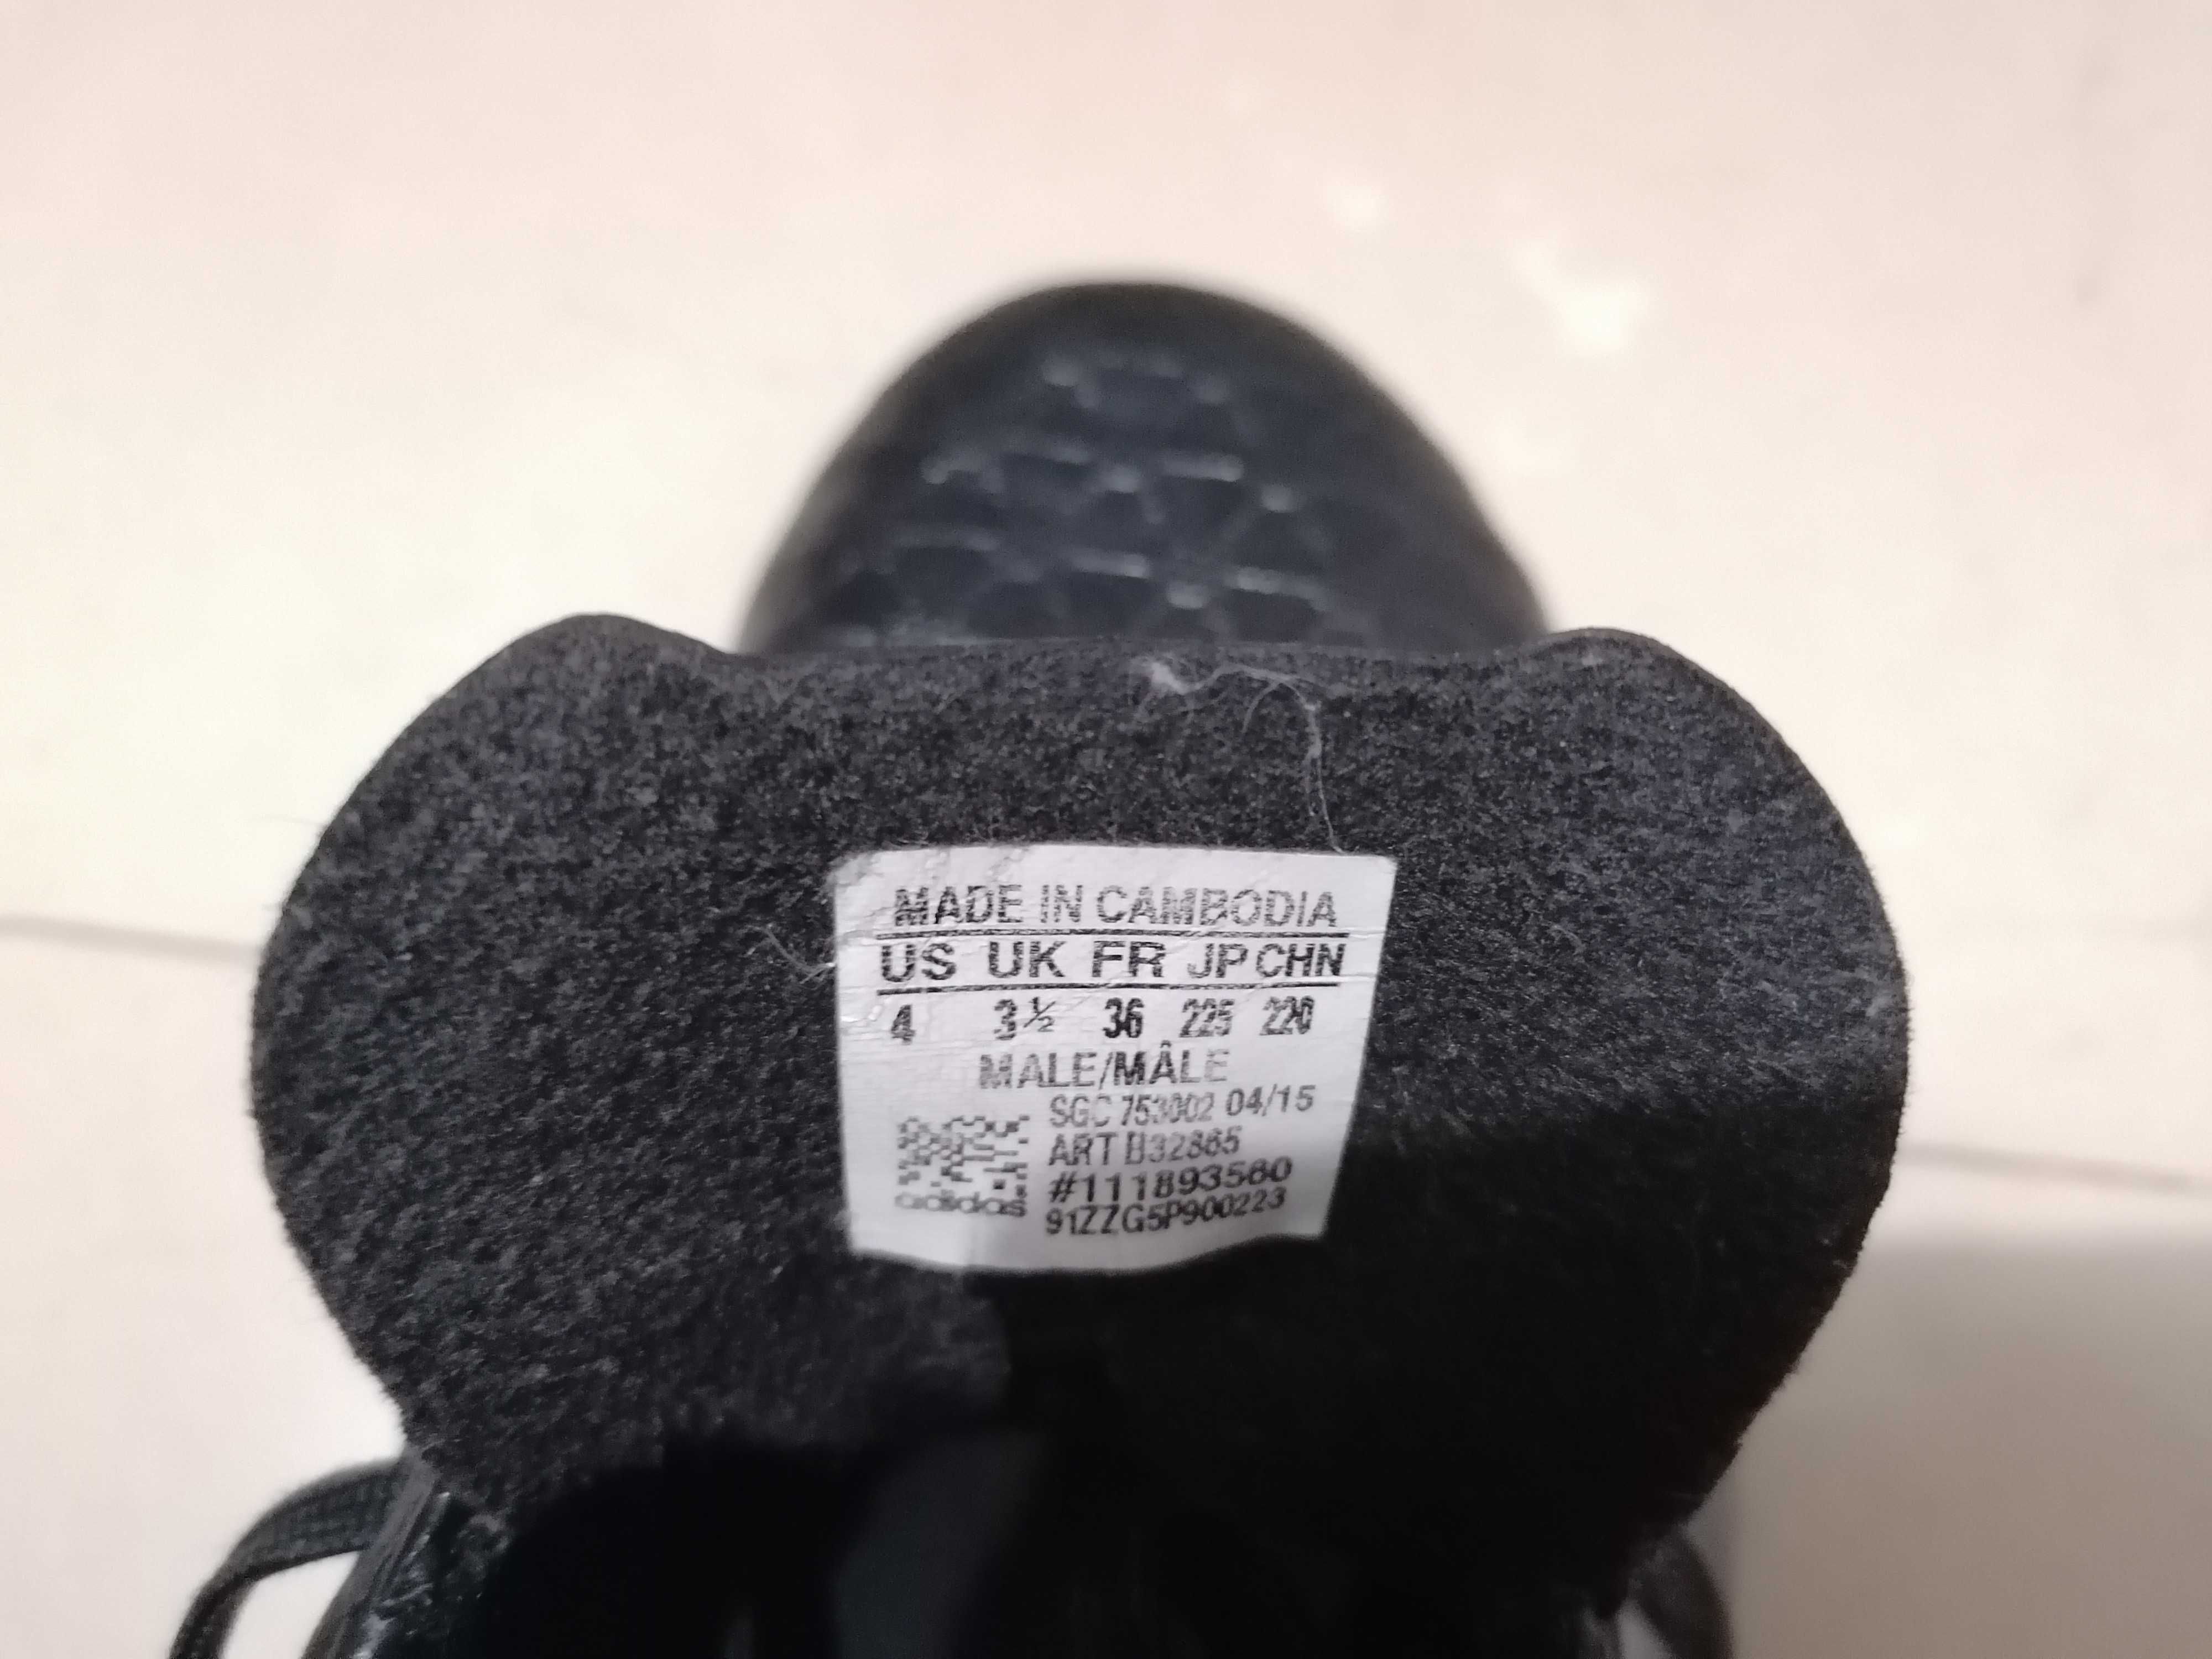 MADE IN CAMBODIA
US UK FR JP CHN
4 3½ 36 225 220
MALE/MÂLE
SGC 753002 04/15
ART B32865
#111893560
91ZZG5P900223
adidas